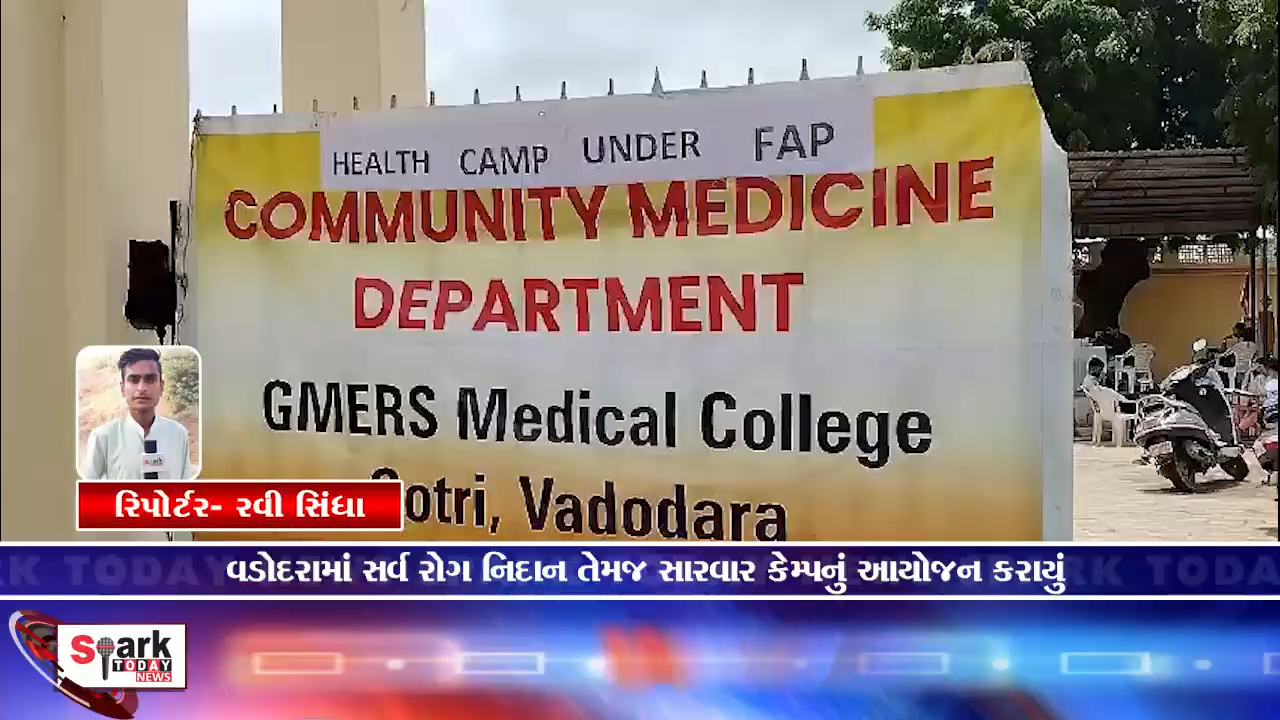 HEALTH CAMP UNDER FAP
COMMUNITY MEDICINE
DEPARTMENT
GMERS Medical College
otri, Vadodara
રિપોર્ટર- રવી સિંધા
વડોદરામાં સર્વ રોગ નિદાન તેમજ સારવાર કેમ્પનું આયોજન કરાયું
Spark
TODAY
NEWS